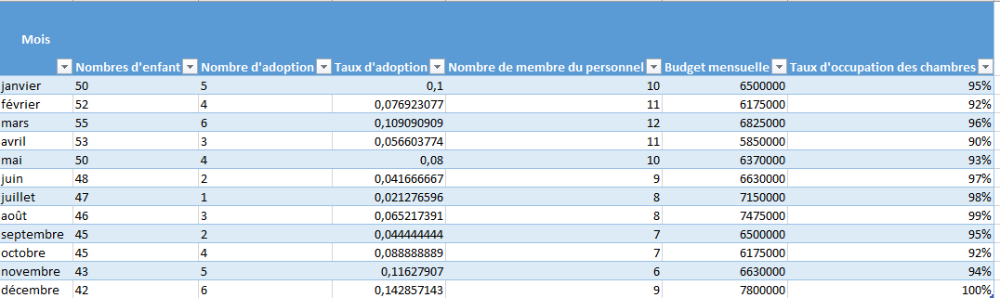 Mois
Nombres d'enfant Nombre d'adoption Taux d'adoption Nombre de membre du personnel Budget mensuelle Taux d'occupation des chambres
janvier 50 5 0,1 10 6500000 95%
février 52 4 0,076923077 11 6175000 92%
mars 55 6 0,109090909 12 6825000 96%
avril 53 3 0,056603774 11 5850000 90%
mai 50 4 0,08 10 6370000 93%
juin 48 2 0,041666667 9 6630000 97%
juillet 47 1 0,021276596 8 7150000 98%
août 46 3 0,065217391 8 7475000 99%
septembre 45 2 0,044444444 7 6500000 95%
octobre 45 4 0,088888889 7 6175000 92%
novembre 43 5 0,11627907 6 6630000 94%
décembre 42 6 0,142857143 9 7800000 100%